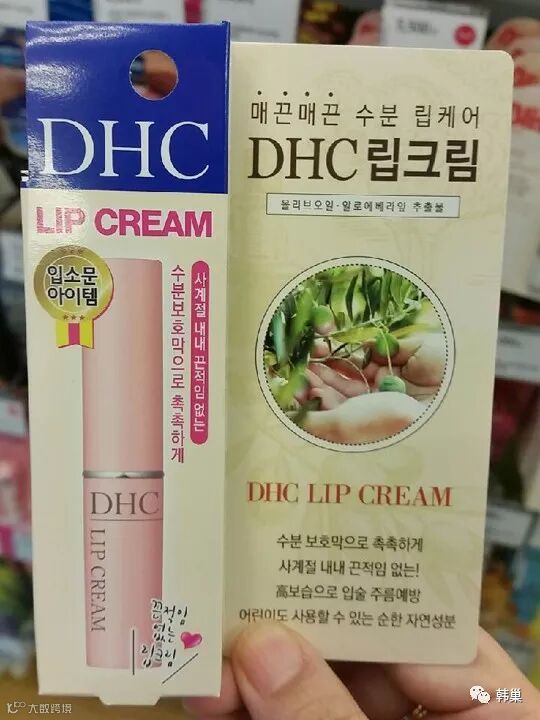 DHC
LIP CREAM
입소문
아이템
사계절 내내 끈적임 없는
수분보호막으로 촉촉하게
DHC
LIP CREAM
끈적임
없는
립크림
매끈매끈 수분 립케어
DHC 립크림
올리브오일·알로에베라잎 추출물
DHC LIP CREAM
수분 보호막으로 촉촉하게
사계절 내내 끈적임 없는!
高보습으로 입술 주름예방
어린이도 사용할 수 있는 순한 자연성분
大数跨境
韩巢